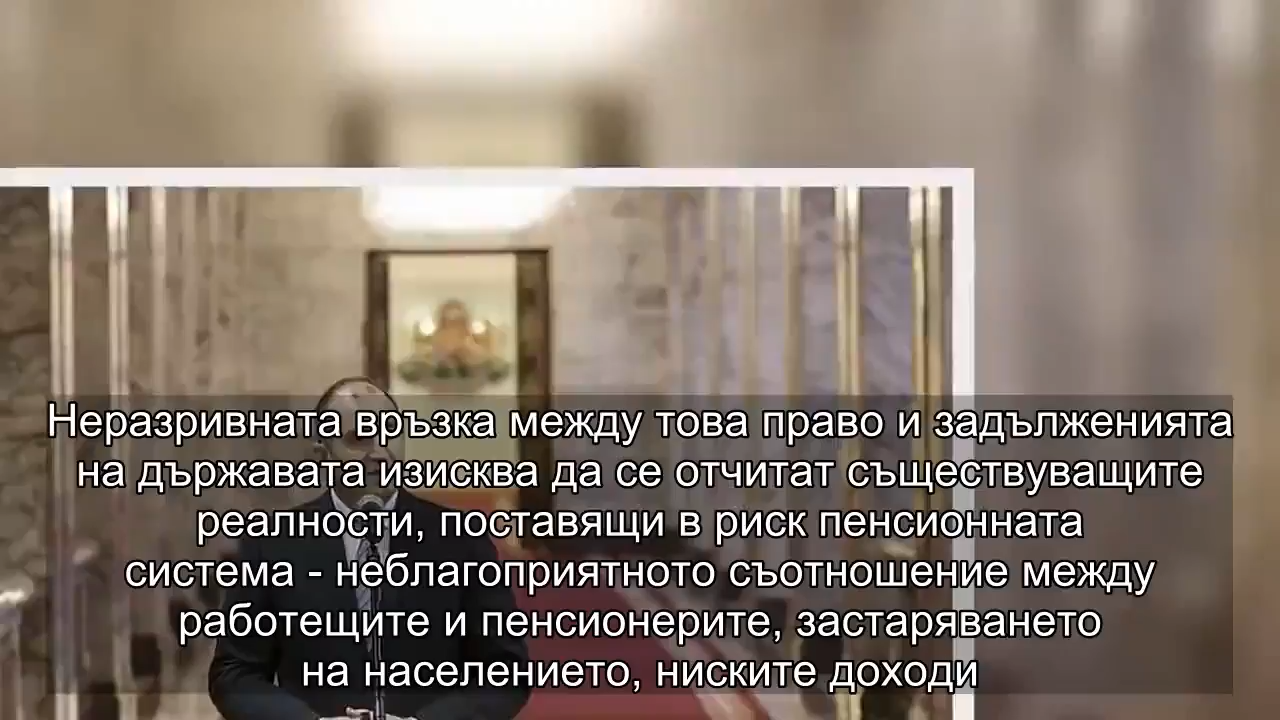 Неразривната връзка между това право и задълженията
на държавата изисква да се отчитат съществуващите
реалности, поставящи в риск пенсионната
система - неблагоприятното съотношение между
работещите и пенсионерите, застаряването
на населението, ниските доходи